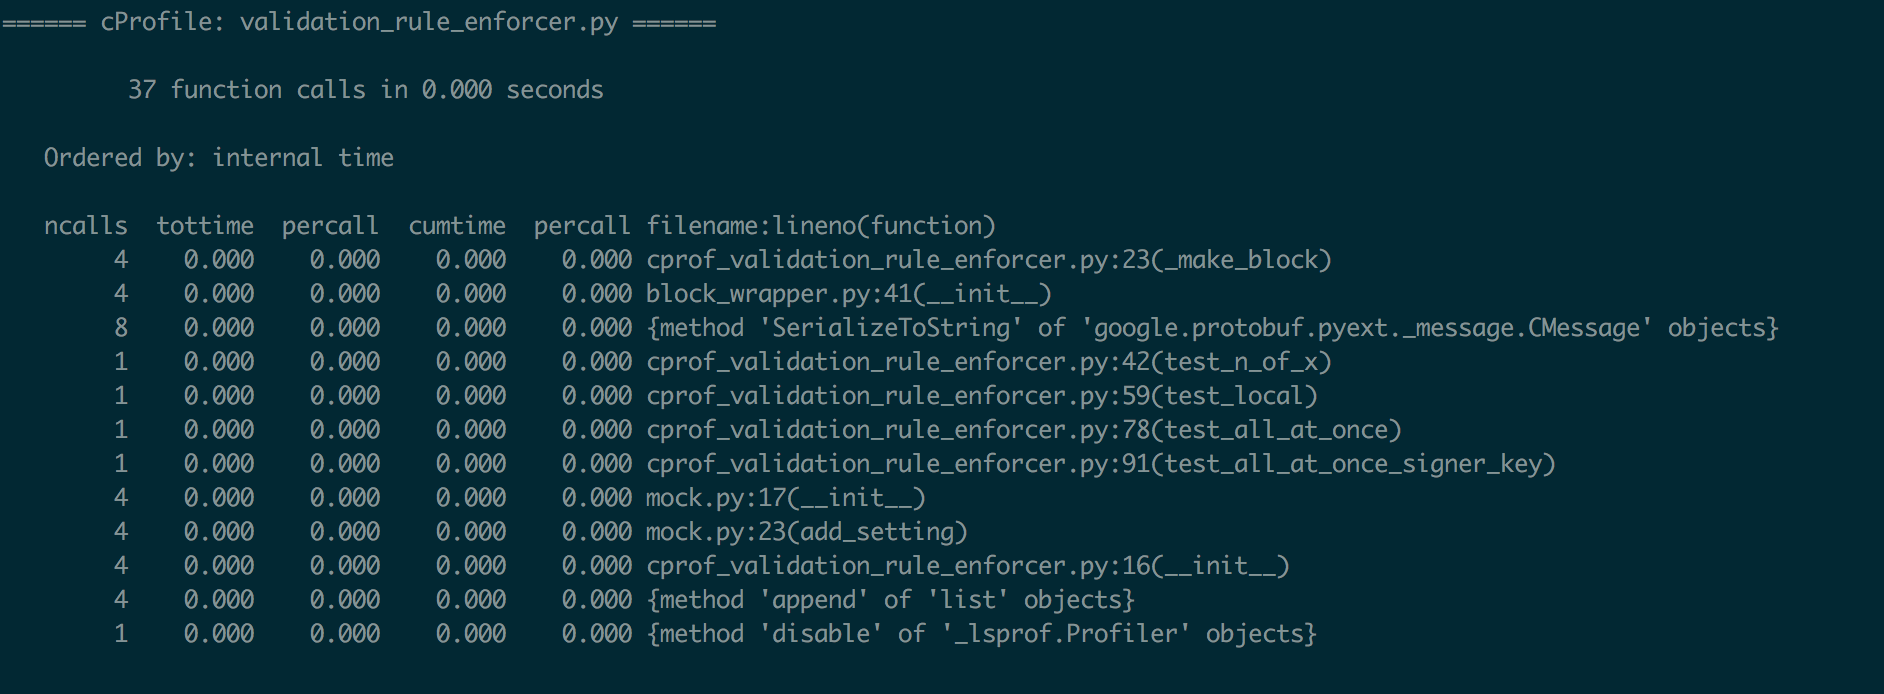 ====== cProfile: validation_rule_enforcer.py ======
37 function calls in 0.000 seconds
Ordered by: internal time
ncalls  tottime  percall  cumtime  percall filename:lineno(function)
4    0.000    0.000    0.000    0.000 cprof_validation_rule_enforcer.py:23(_make_block)
4    0.000    0.000    0.000    0.000 block_wrapper.py:41(__init__)
8    0.000    0.000    0.000    0.000 {method 'SerializeToString' of 'google.protobuf.pyext._message.CMessage' objects}
1    0.000    0.000    0.000    0.000 cprof_validation_rule_enforcer.py:42(test_n_of_x)
1    0.000    0.000    0.000    0.000 cprof_validation_rule_enforcer.py:59(test_local)
1    0.000    0.000    0.000    0.000 cprof_validation_rule_enforcer.py:78(test_all_at_once)
1    0.000    0.000    0.000    0.000 cprof_validation_rule_enforcer.py:91(test_all_at_once_signer_key)
4    0.000    0.000    0.000    0.000 mock.py:17(__init__)
4    0.000    0.000    0.000    0.000 mock.py:23(add_setting)
4    0.000    0.000    0.000    0.000 cprof_validation_rule_enforcer.py:16(__init__)
4    0.000    0.000    0.000    0.000 {method 'append' of 'list' objects}
1    0.000    0.000    0.000    0.000 {method 'disable' of '_lsprof.Profiler' objects}